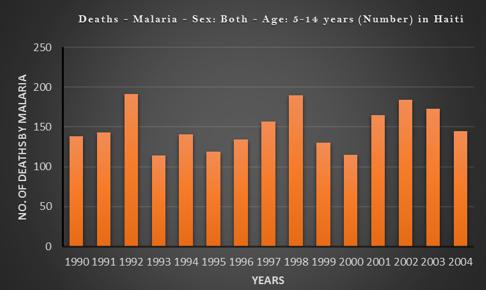 Deaths - Malaria - Sex: Both - Age: 5-14 years (Number) in Haiti
250
200
150
100
50
0
NO. OF DEATHS BY MALARIA
1990 1991 1992 1993 1994 1995 1996 1997 1998 1999 2000 2001 2002 2003 2004
YEARS